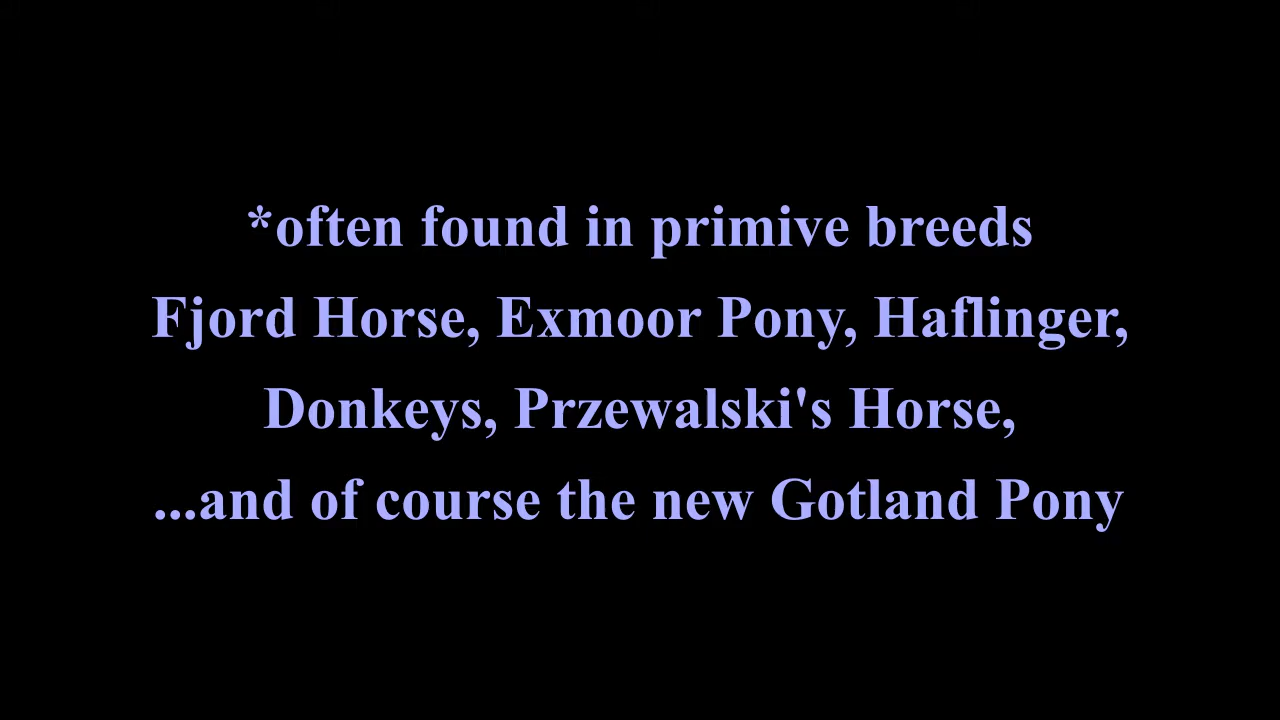 *often found in primive breeds
Fjord Horse, Exmoor Pony, Haflinger,
Donkeys, Przewalski's Horse,
...and of course the new Gotland Pony